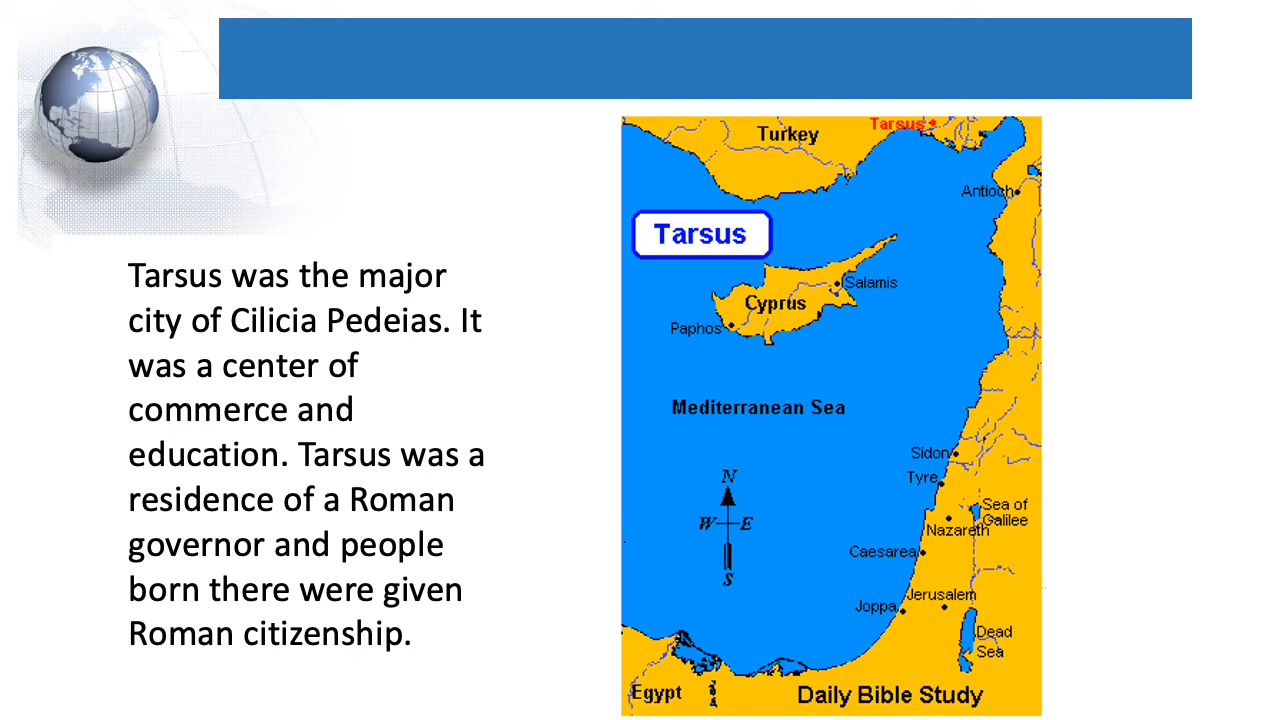 Tarsus was the major
city of Cilicia Pedeias. It
was a center of
commerce and
education. Tarsus was a
residence of a Roman
governor and people
born there were given
Roman citizenship.
Turkey
Tarsus
Antioch
Tarsus
Salamis
Cyprus
Paphos
Mediterranean Sea
Sidon
Tyre
N
W E
S
Sea of
Galilee
Nazareth
Caesarea
Jerusalem
Joppa
Dead
Sea
Egypt
Daily Bible Study